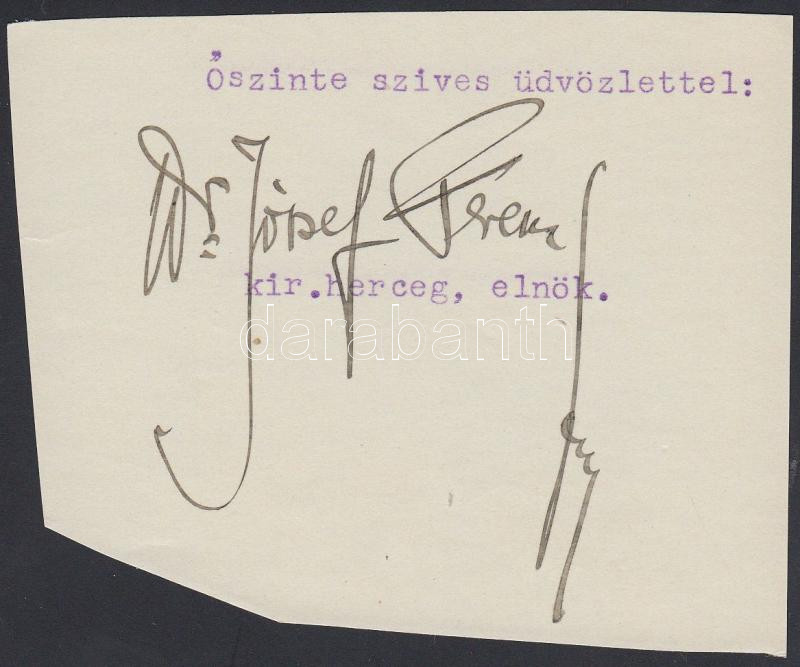 Őszinte szives üdvözlettel:
Dr. József Ferenc
kir.herceg, elnök.
darabanth